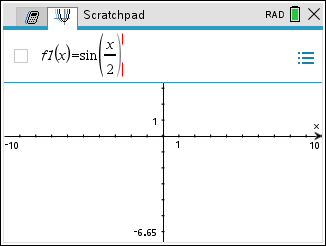 Scratchpad RAD
f1(x)=sin(x/2)
x
1
-10 1 10
-6.65